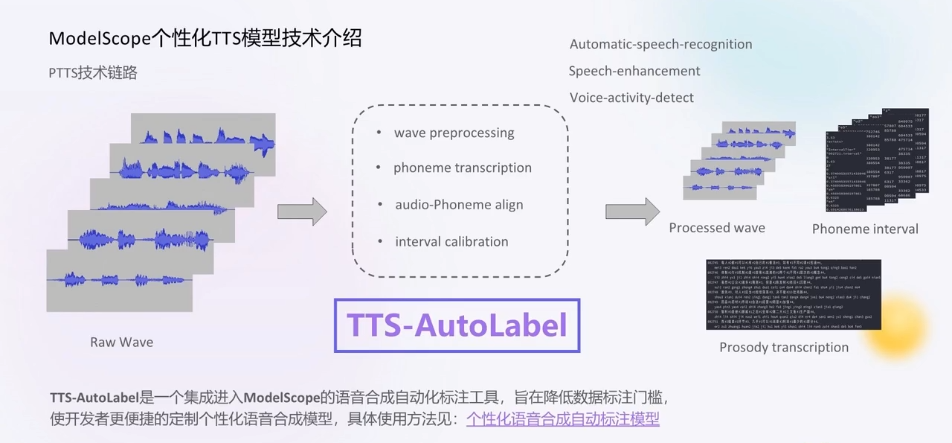 ModelScope个性化TTS模型技术介绍
PTTS技术链路
Automatic-speech-recognition
Speech-enhancement
Voice-activity-detect
• wave preprocessing
• phoneme transcription
• audio-Phoneme align
• interval calibration
Raw Wave
TTS-AutoLabel
Processed wave
Phoneme interval
Prosody transcription
TTS-AutoLabel是一个集成进入ModelScope的语音合成自动化标注工具，旨在降低数据标注门槛，
使开发者更便捷的定制个性化语音合成模型，具体使用方法见：个性化语音合成自动标注模型